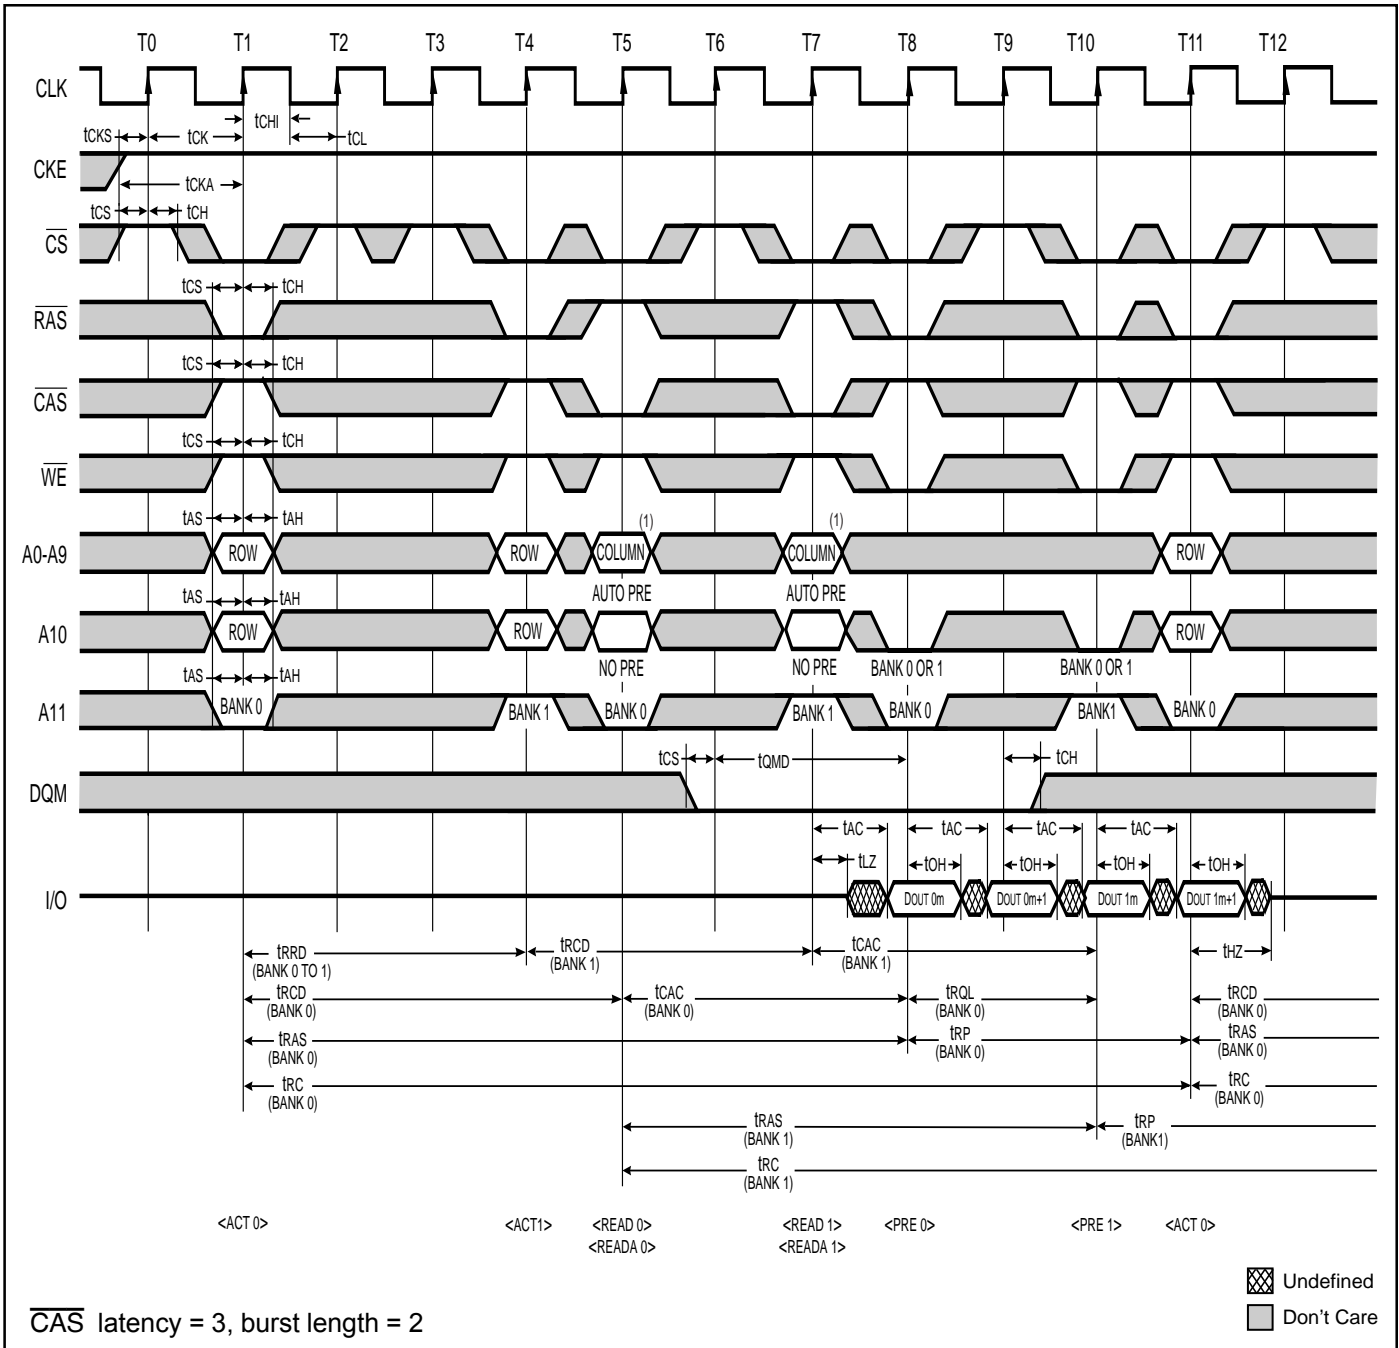 T0 T1 T2 T3 T4 T5 T6 T7 T8 T9 T10 T11 T12
CLK
tCHI
tCKS tCK tCL
CKE
tCKA
tCS tCH
CS
tCS tCH
RAS
tCS tCH
CAS
tCS tCH
WE
tAS tAH (1) (1)
A0-A9 ROW ROW COLUMN COLUMN ROW
AUTO PRE AUTO PRE
tAS tAH
A10 ROW ROW ROW
NO PRE NO PRE BANK 0 OR 1 BANK 0 OR 1
tAS tAH
A11 BANK 0 BANK 1 BANK 0 BANK 1 BANK 0 BANK1 BANK 0
tCS tQMD tCH
DQM
tAC tAC tAC tAC
tLZ tOH tOH tOH tOH
I/O DOUT 0m DOUT 0m+1 DOUT 1m DOUT 1m+1
tRRD tRCD tCAC tHZ
(BANK 0 TO 1) (BANK 1) (BANK 1)
tRCD tCAC tRQL tRCD
(BANK 0) (BANK 0) (BANK 0) (BANK 0)
tRAS tRP tRAS
(BANK 0) (BANK 0) (BANK 0)
tRC tRC
(BANK 0) (BANK 0)
tRAS tRP
(BANK 1) (BANK1)
tRC
(BANK 1)
<ACT 0> <ACT1> <READ 0> <READ 1> <PRE 0> <PRE 1> <ACT 0>
<READA 0> <READA 1>
Undefined
Don't Care
CAS latency = 3, burst length = 2